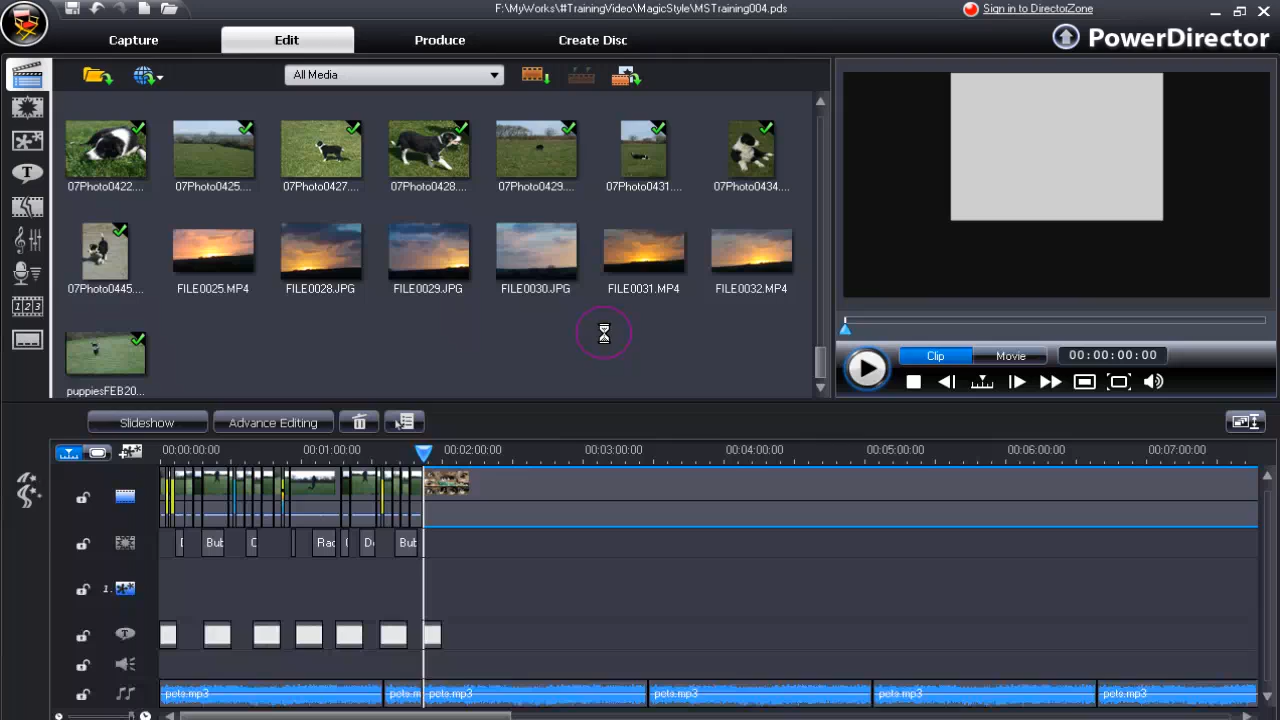 F:\MyWorks\#TrainingVideo\MagicStyle\MSTraining004.pds
Sign in to DirectorZone
Capture
Edit
Produce
Create Disc
PowerDirector
All Media
07Photo0422....
07Photo0425....
07Photo0427....
07Photo0428....
07Photo0429....
07Photo0431....
07Photo0434....
07Photo0445....
FILE0025.MP4
FILE0028.JPG
FILE0029.JPG
FILE0030.JPG
FILE0031.MP4
FILE0032.MP4
puppiesFEB20...
Clip
Movie
00:00:00:00
Slideshow
Advance Editing
00:00:00:00
00:01:00:00
00:02:00:00
00:03:00:00
00:04:00:00
00:05:00:00
00:06:00:00
00:07:00:00
But
Rac
But
1.
pets.mp3
pets.m
pets.mp3
pets.mp3
pets.mp3
pets.mp3